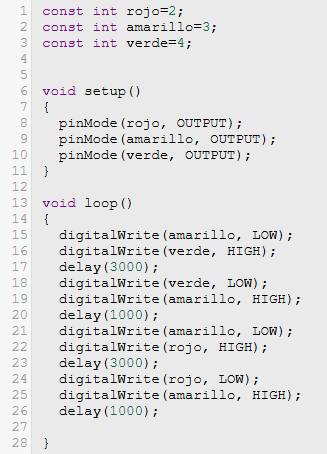 1 const int rojo=2;
2 const int amarillo=3;
3 const int verde=4;
4
5
6 void setup()
7 {
8   pinMode(rojo, OUTPUT);
9   pinMode(amarillo, OUTPUT);
10   pinMode(verde, OUTPUT);
11 }
12
13 void loop()
14 {
15   digitalWrite(amarillo, LOW);
16   digitalWrite(verde, HIGH);
17   delay(3000);
18   digitalWrite(verde, LOW);
19   digitalWrite(amarillo, HIGH);
20   delay(1000);
21   digitalWrite(amarillo, LOW);
22   digitalWrite(rojo, HIGH);
23   delay(3000);
24   digitalWrite(rojo, LOW);
25   digitalWrite(amarillo, HIGH);
26   delay(1000);
27
28 }